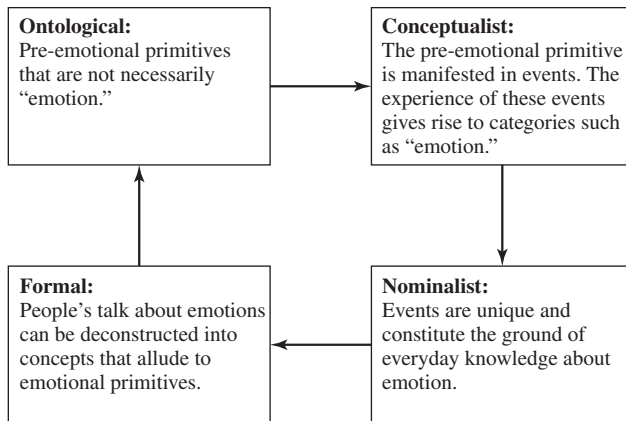 Ontological:
Pre-emotional primitives
that are not necessarily
“emotion.”
Conceptualist:
The pre-emotional primitive
is manifested in events. The
experience of these events
gives rise to categories such
as “emotion.”
Formal:
People’s talk about emotions
can be deconstructed into
concepts that allude to
emotional primitives.
Nominalist:
Events are unique and
constitute the ground of
everyday knowledge about
emotion.